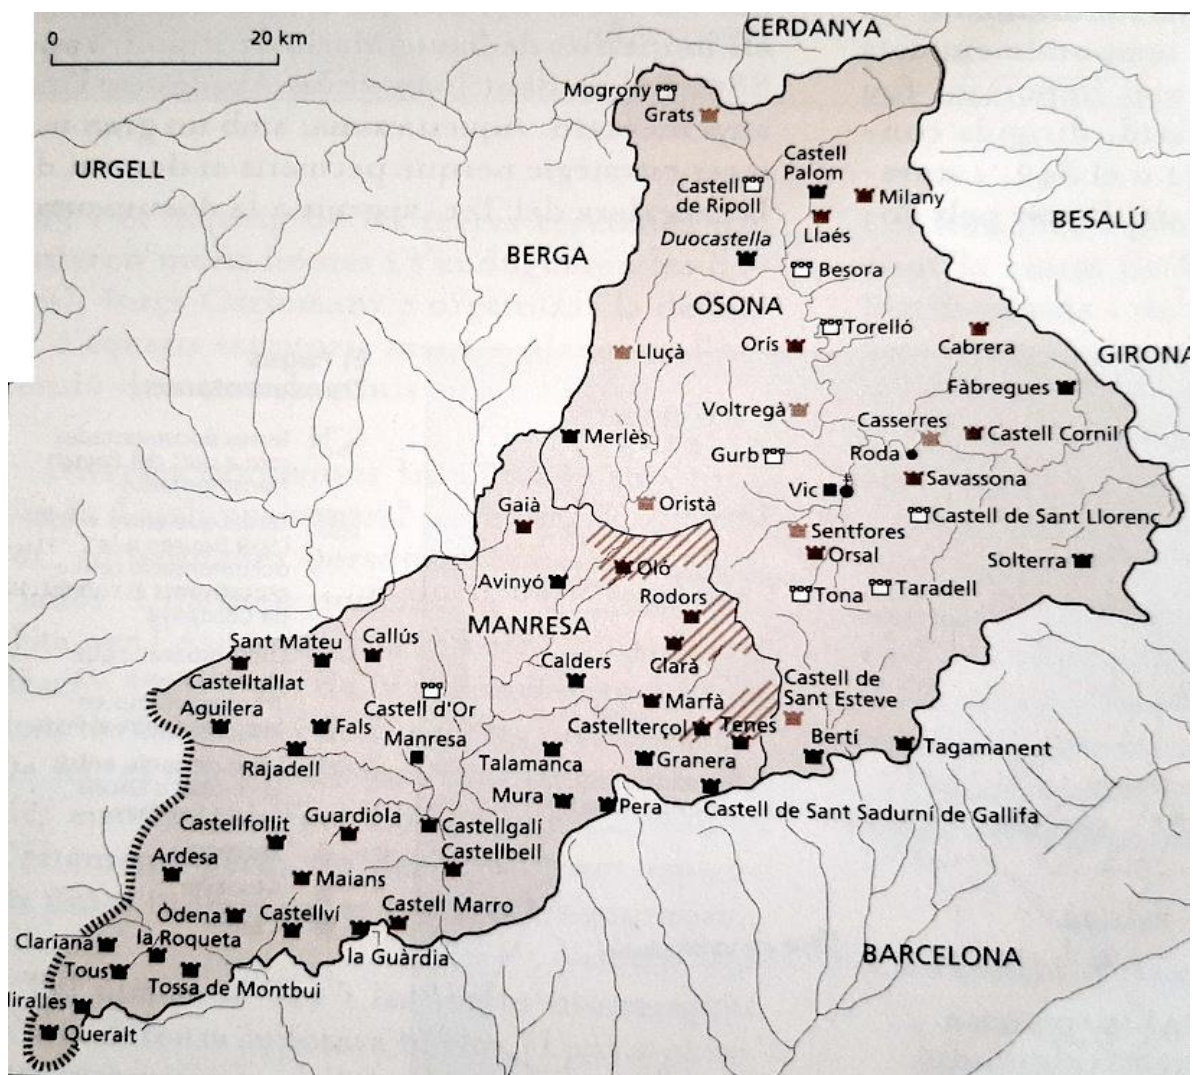 0
20 km
CERDANYA
Mogrony
Grats
URGELL
Castell
Palom
Castell
de Ripoll
Milany
BESALÚ
Llaés
Duocastella
BERGA
Besora
OSONA
Torelló
Orís
Cabrera
GIRONA
Lluçà
Fàbregues
Voltregà
Casserres
Merlès
Castell Cornil
Gurb
Roda
Savassona
Vic
Gaià
Oristà
Castell de Sant Llorenç
Sentfores
Orsal
Solterra
Oló
Avinyó
Rodors
Tona
Taradell
MANRESA
Sant Mateu
Callús
Calders
Clarà
Castelltallat
Castell de
Sant Esteve
Marfà
Aguilera
Castell d'Or
Fals
Castellterçol
Tenes
Manresa
Bertí
Rajadell
Talamanca
Granera
Tagamanent
Mura
Pera
Castell de Sant Sadurní de Gallifa
Guardiola
Castellfollit
Castellgalí
Castellbell
Ardesa
Maians
Castell Marro
Òdena
Castellví
Clariana
la Roqueta
la Guàrdia
BARCELONA
Tous
Tossa de Montbui
iralles
Queralt